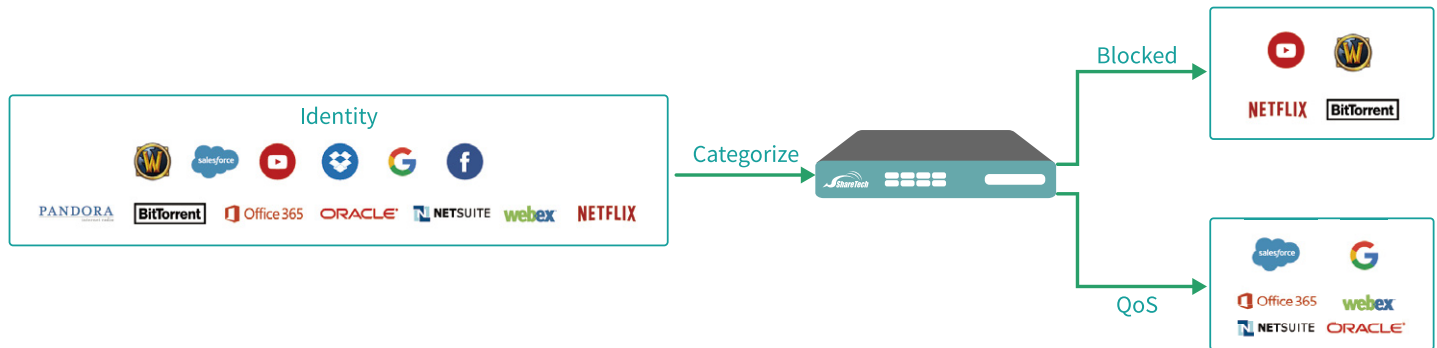 Identity
W
salesforce
G
f
PANDORA
BitTorrent
Office 365
ORACLE
NETSUITE
webex
NETFLIX
Categorize
ShareTech
Blocked
W
NETFLIX
BitTorrent
QoS
salesforce
G
Office 365
webex
NETSUITE
ORACLE